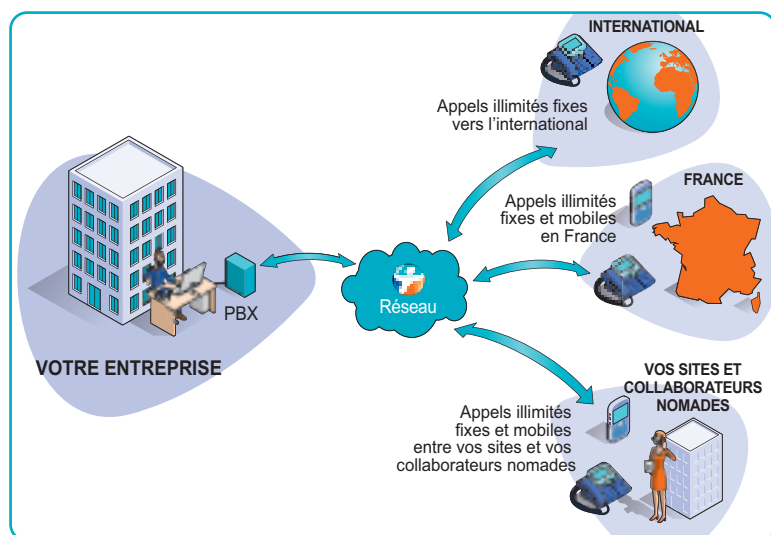 INTERNATIONAL
Appels illimités fixes
vers l'international
FRANCE
Appels illimités
fixes et mobiles
en France
Réseau
PBX
VOTRE ENTREPRISE
VOS SITES ET
COLLABORATEURS
NOMADES
Appels illimités
fixes et mobiles
entre vos sites et vos
collaborateurs nomades